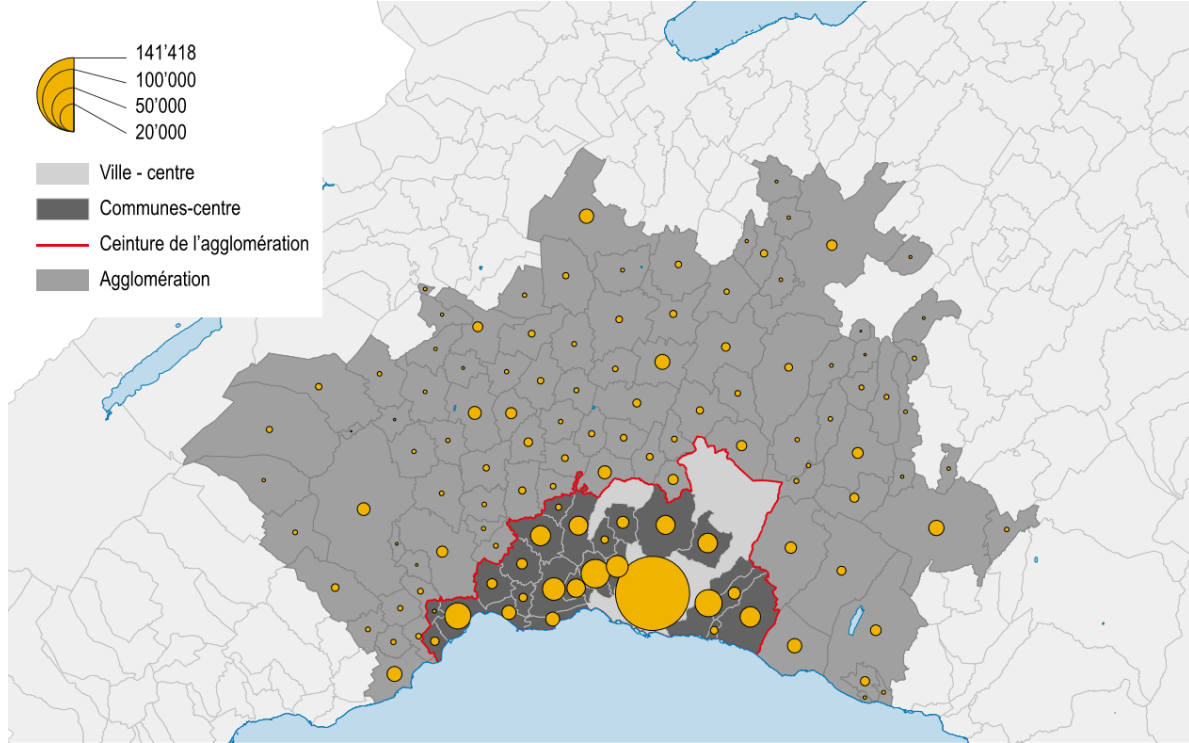 141’418
100’000
50’000
20’000
Ville - centre
Communes-centre
Ceinture de l’agglomération
Agglomération